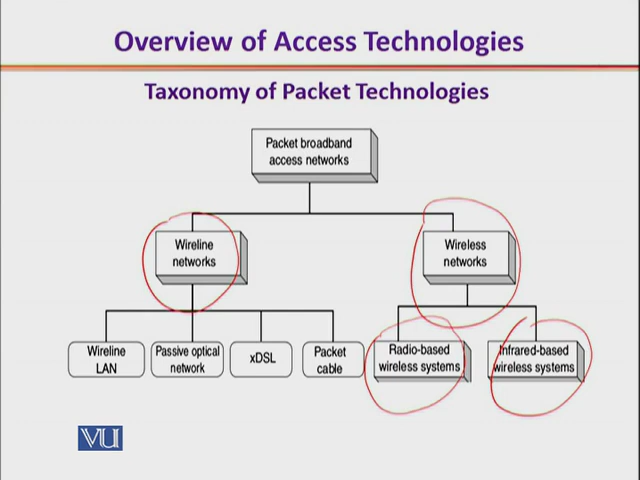 Overview of Access Technologies
Taxonomy of Packet Technologies
Packet broadband
access networks
Wireline
networks
Wireless
networks
Wireline
LAN
Passive optical
network
xDSL
Packet
cable
Radio-based
wireless systems
Infrared-based
wireless systems
VU